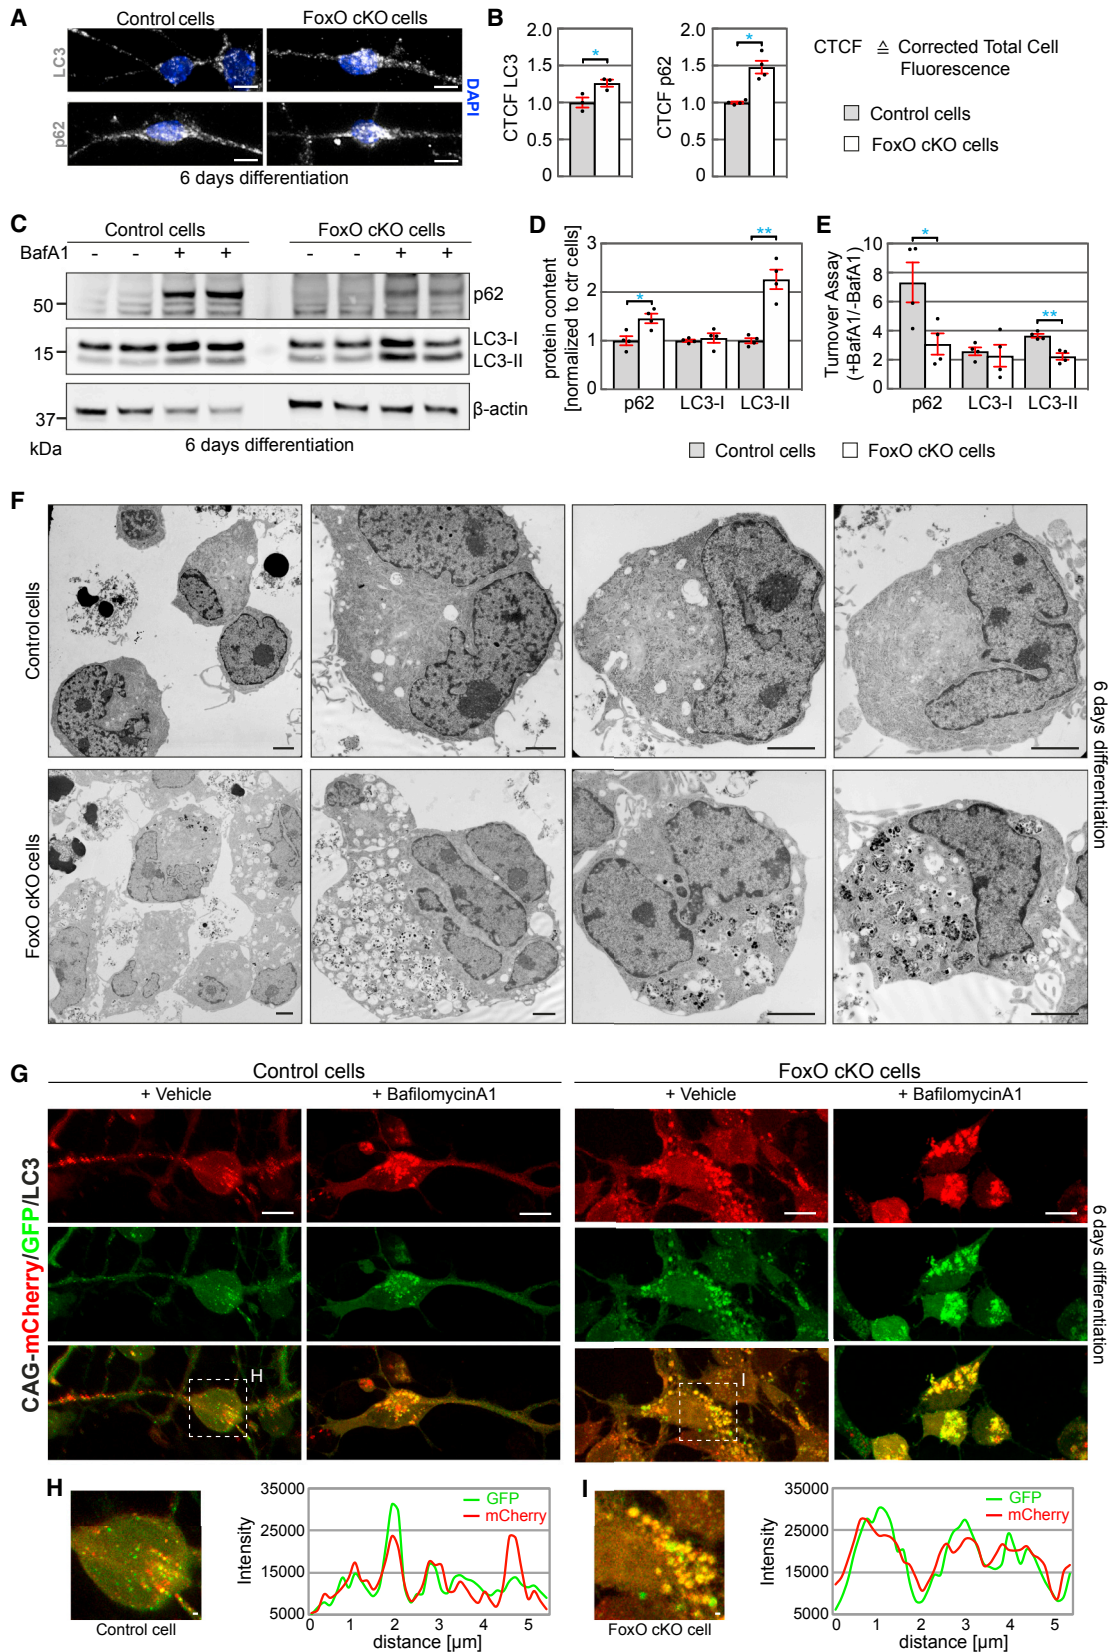 A
Control cells
FoxO cKO cells
LC3
p62
DAPI
6 days differentiation
B
CTCF LC3
2.0
1.5
1.0
0.5
0
*
CTCF p62
2.0
1.5
1.0
0.5
0
*
CTCF ≙ Corrected Total Cell
Fluorescence
Control cells
FoxO cKO cells
C
Control cells
FoxO cKO cells
BafA1 - - + + - - + +
50
p62
15
LC3-I
LC3-II
37
β-actin
kDa
6 days differentiation
D
protein content
[normalized to ctr cells]
3
2
1
0
*
**
p62 LC3-I LC3-II
E
Turnover Assay
(+BafA1/-BafA1)
10
8
6
4
2
0
*
**
p62 LC3-I LC3-II
Control cells
FoxO cKO cells
F
Control cells
FoxO cKO cells
6 days differentiation
G
Control cells
FoxO cKO cells
+ Vehicle
+ BafilomycinA1
+ Vehicle
+ BafilomycinA1
CAG-mCherry/GFP/LC3
H
I
6 days differentiation
H
Control cell
Intensity
35000
25000
15000
5000
GFP
mCherry
0 1 2 3 4 5
distance [µm]
I
FoxO cKO cell
Intensity
35000
25000
15000
5000
GFP
mCherry
0 1 2 3 4 5
distance [µm]